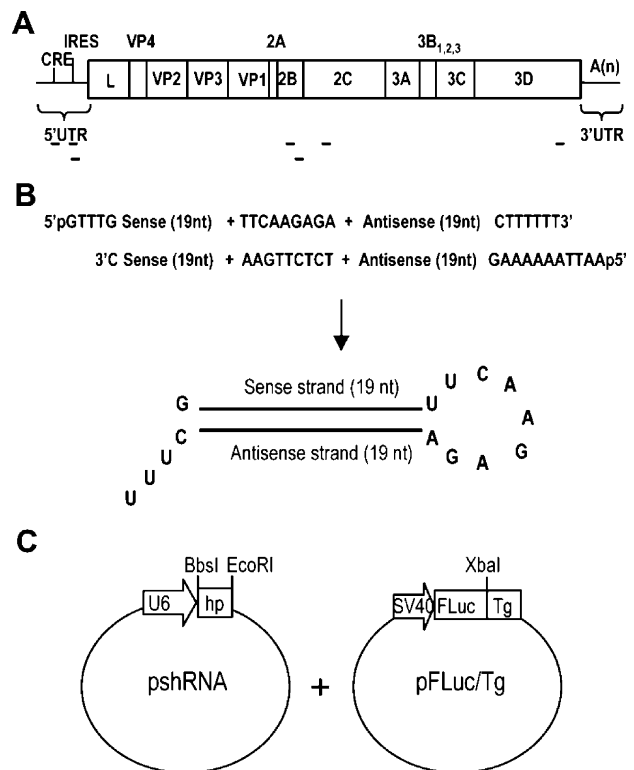 A
IRES VP4 2A 3B1,2,3
CRE A(n)
L VP2 VP3 VP1 2B 2C 3A 3C 3D
5'UTR 3'UTR
B
5'pGTTTG Sense (19nt) + TTCAAGAGA + Antisense (19nt) CTTTTTT3'
3'C Sense (19nt) + AAGTTCTCT + Antisense (19nt) GAAAAAATTAAp5'
Sense strand (19 nt)
G U U C A A G A G A
Antisense strand (19 nt)
C U U U
C
BbsI EcoRI XbaI
U6 hp SV40 FLuc Tg
pshRNA + pFLuc/Tg